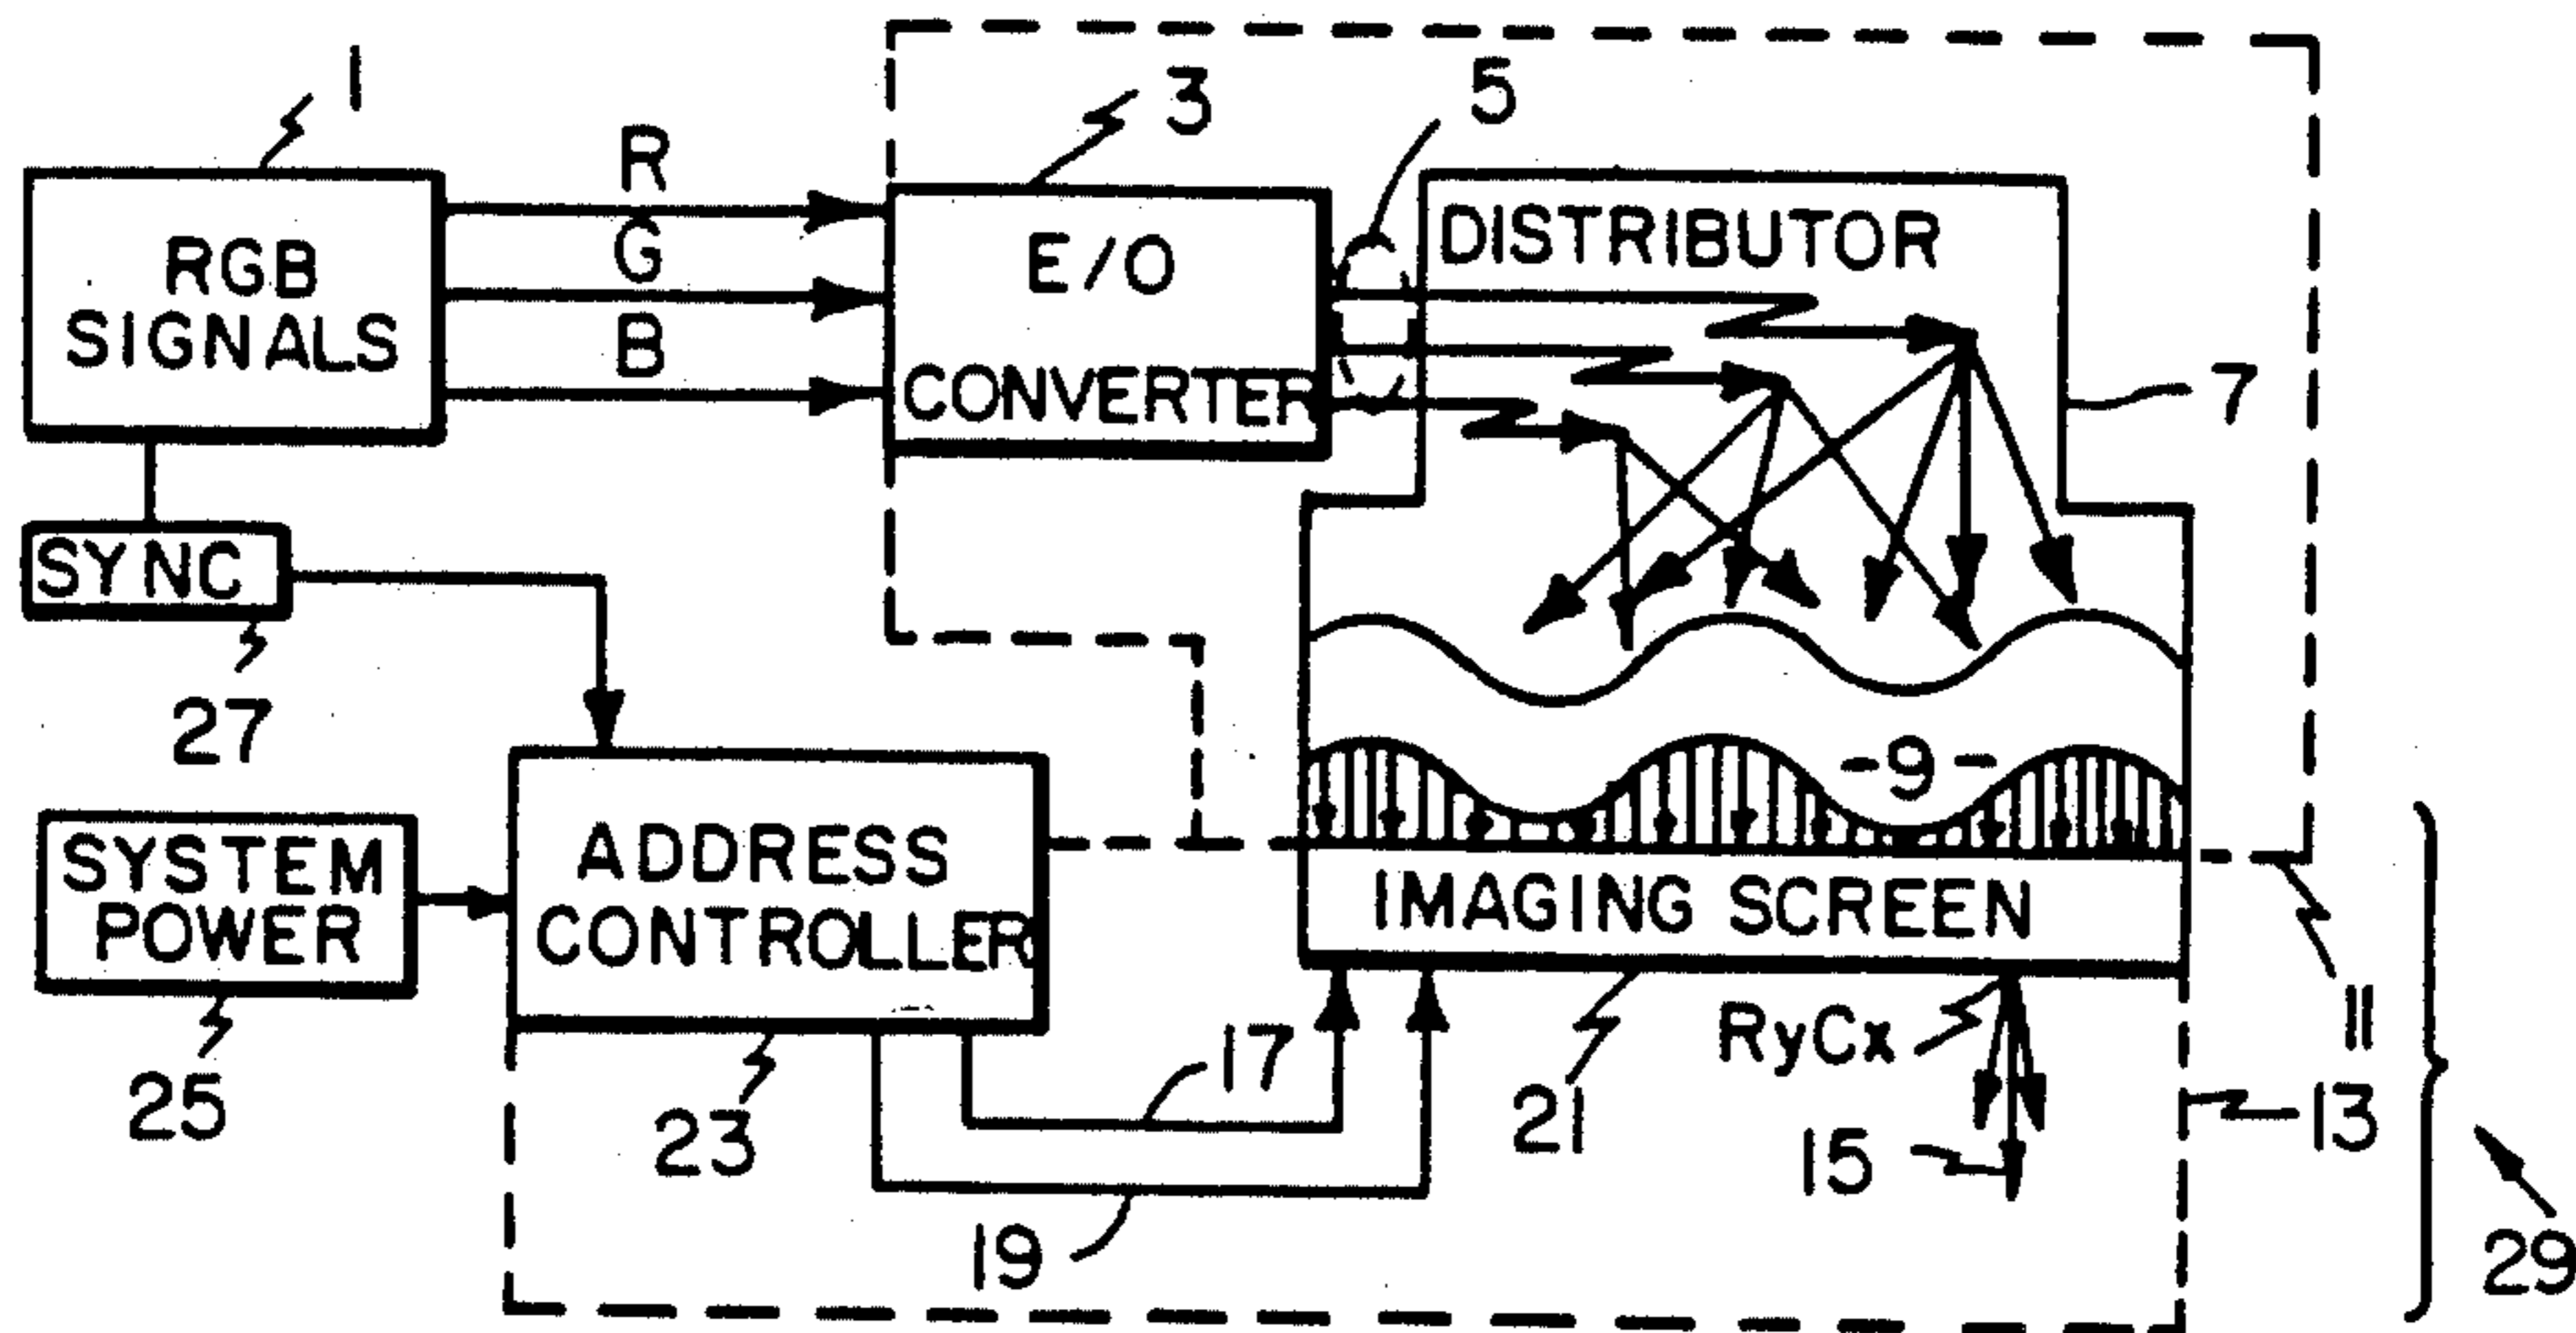 1
3
5
R
G
B
RGB
SIGNALS
E/O
CONVERTER
DISTRIBUTOR
7
SYNC
27
-9-
ADDRESS
CONTROLLER
SYSTEM
POWER
25
23
IMAGING SCREEN
RyCx
11
17
21
13
15
19
29